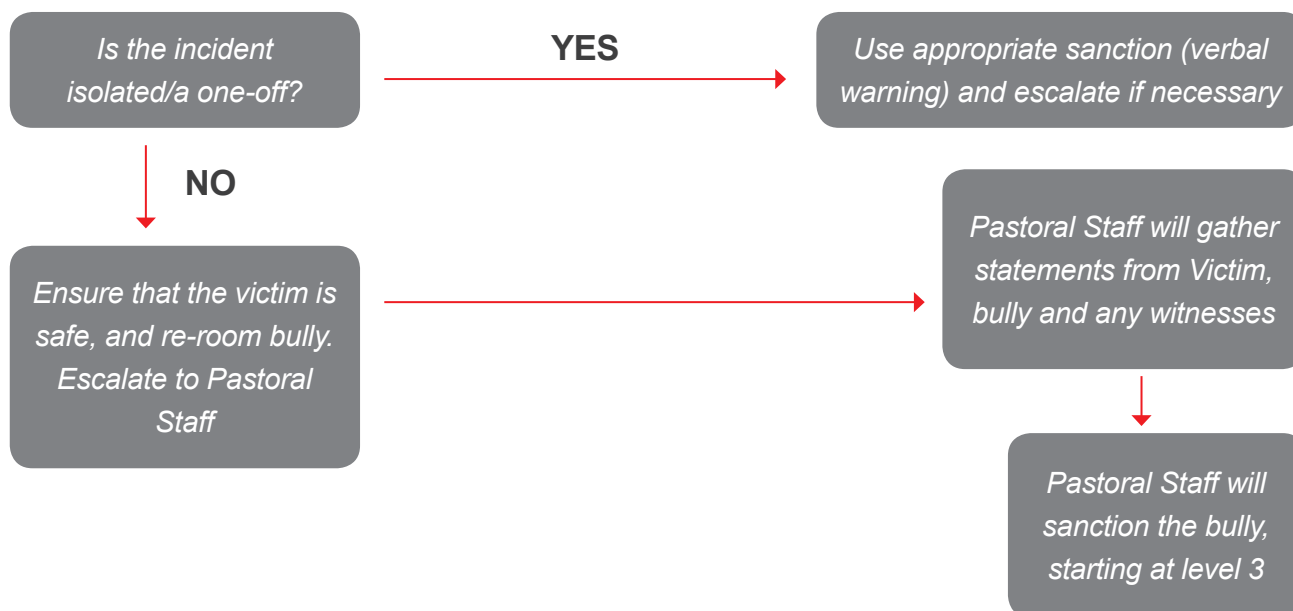 Is the incident
isolated/a one-off?
YES
Use appropriate sanction (verbal
warning) and escalate if necessary
NO
Ensure that the victim is
safe, and re-room bully.
Escalate to Pastoral
Staff
Pastoral Staff will gather
statements from Victim,
bully and any witnesses
Pastoral Staff will
sanction the bully,
starting at level 3